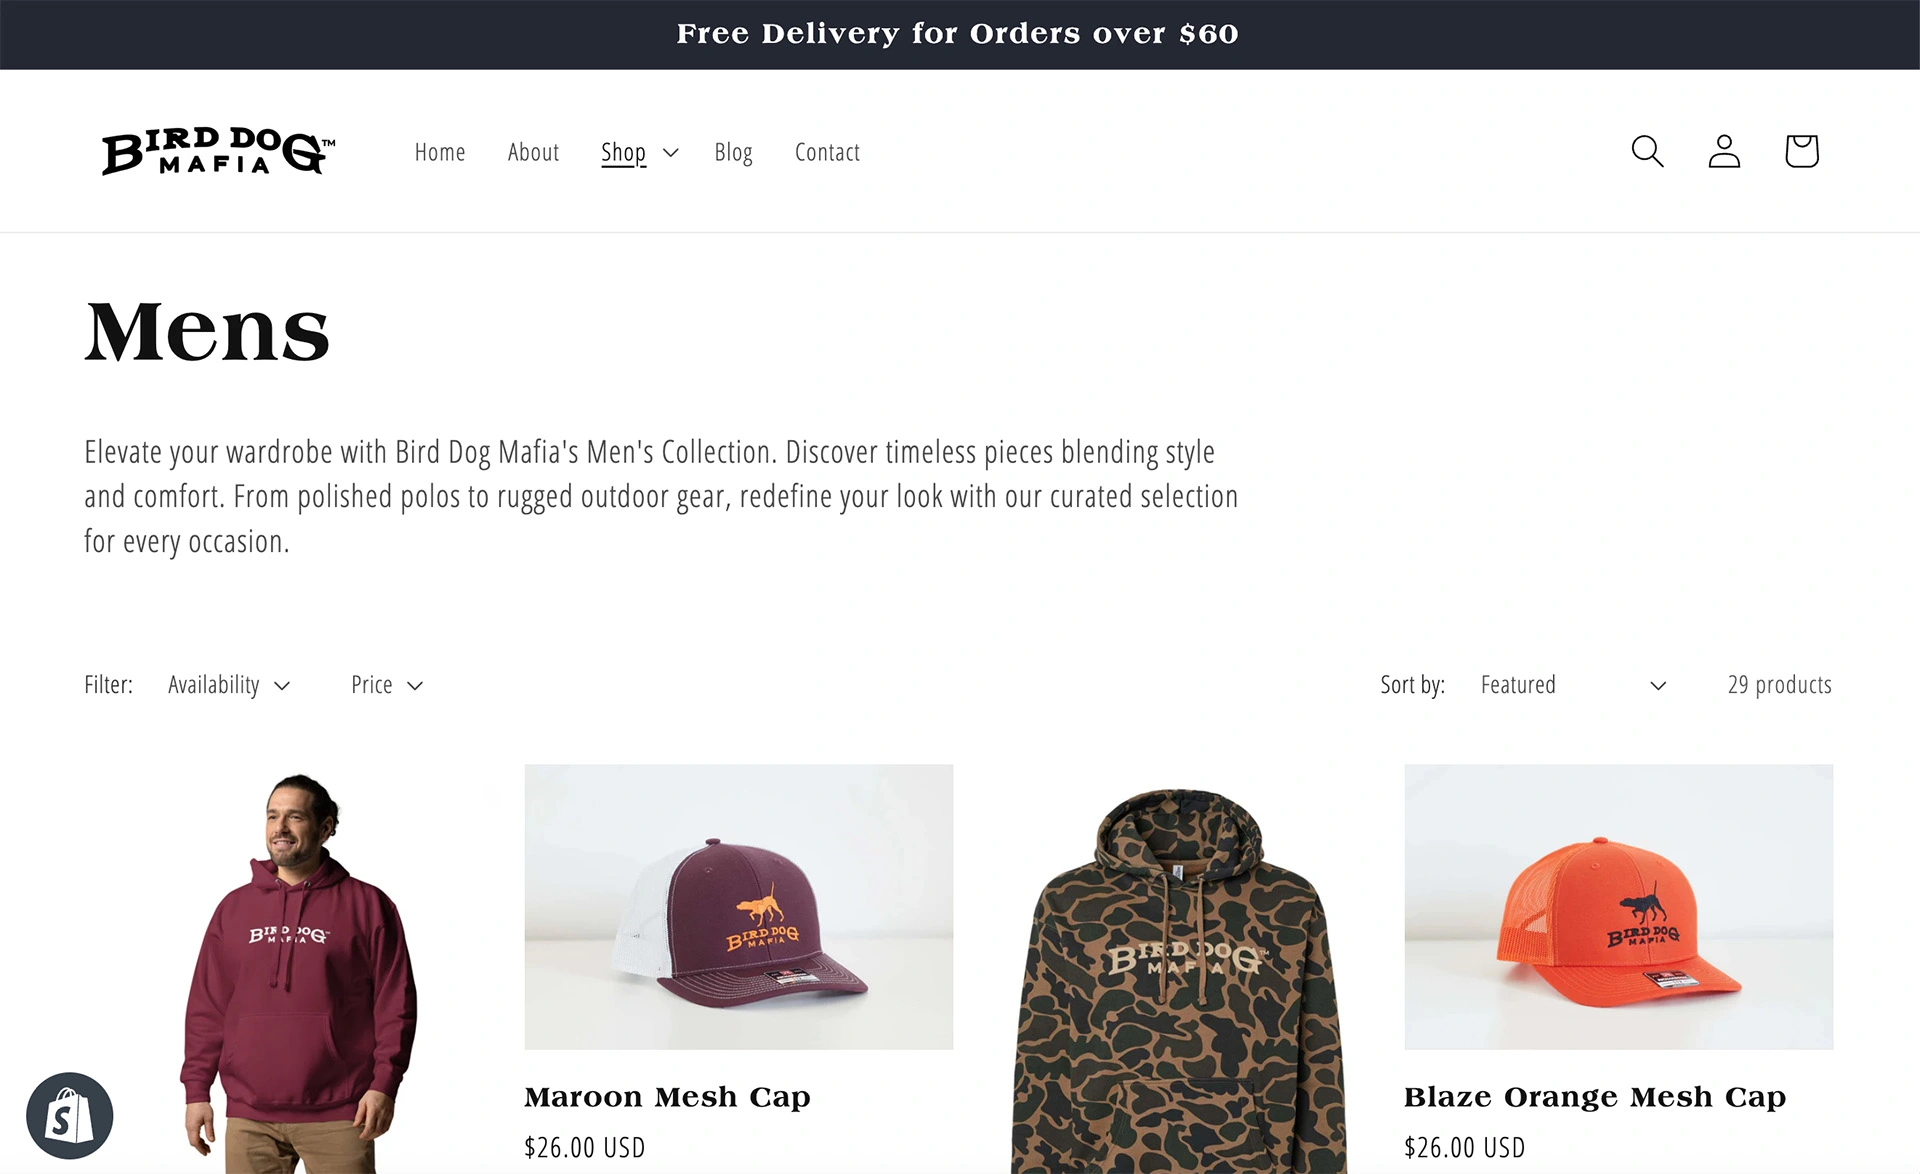 Free Delivery for Orders over $60
BIRD DOG™
MAFIA
Home About Shop Blog Contact
Mens
Elevate your wardrobe with Bird Dog Mafia's Men's Collection. Discover timeless pieces blending style
and comfort. From polished polos to rugged outdoor gear, redefine your look with our curated selection
for every occasion.
Filter: Availability Price Sort by: Featured 29 products
BIRD DOG™
MAFIA
BIRD DOG
MAFIA
BIRD DOG™
MAFIA
BIRD DOG
MAFIA
Maroon Mesh Cap
$26.00 USD
Blaze Orange Mesh Cap
$26.00 USD
S